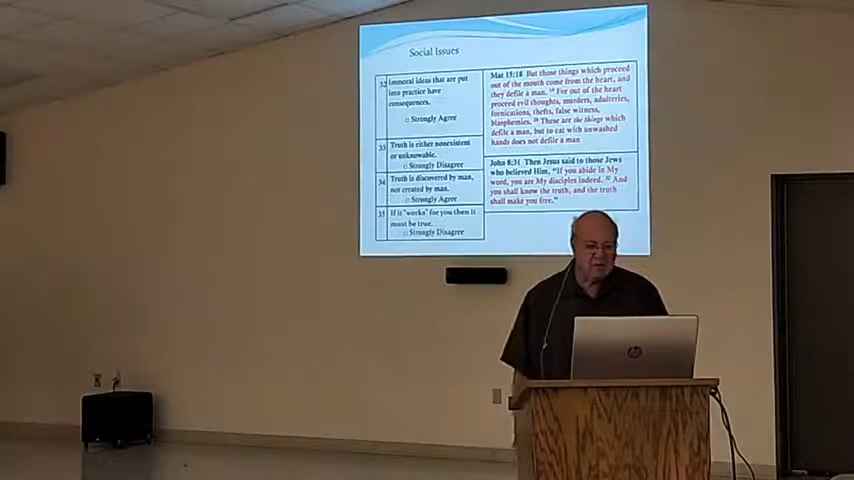 Social Issues
32 Immoral ideas that are put
into practice have
consequences.
□ Strongly Agree
33 Truth is either nonexistent
or unknowable.
□ Strongly Disagree
34 Truth is discovered by man,
not created by man.
□ Strongly Agree
35 If it "works" for you then it
must be true.
□ Strongly Disagree
Mat 15:18 But those things which proceed
out of the mouth come from the heart, and
they defile a man. 19 For out of the heart
proceed evil thoughts, murders, adulteries,
fornications, thefts, false witness,
blasphemies. 20 These are the things which
defile a man, but to eat with unwashed
hands does not defile a man
John 8:31 Then Jesus said to those Jews
who believed Him, "If you abide in My
word, you are My disciples indeed. 32 And
you shall know the truth, and the truth
shall make you free."
hp